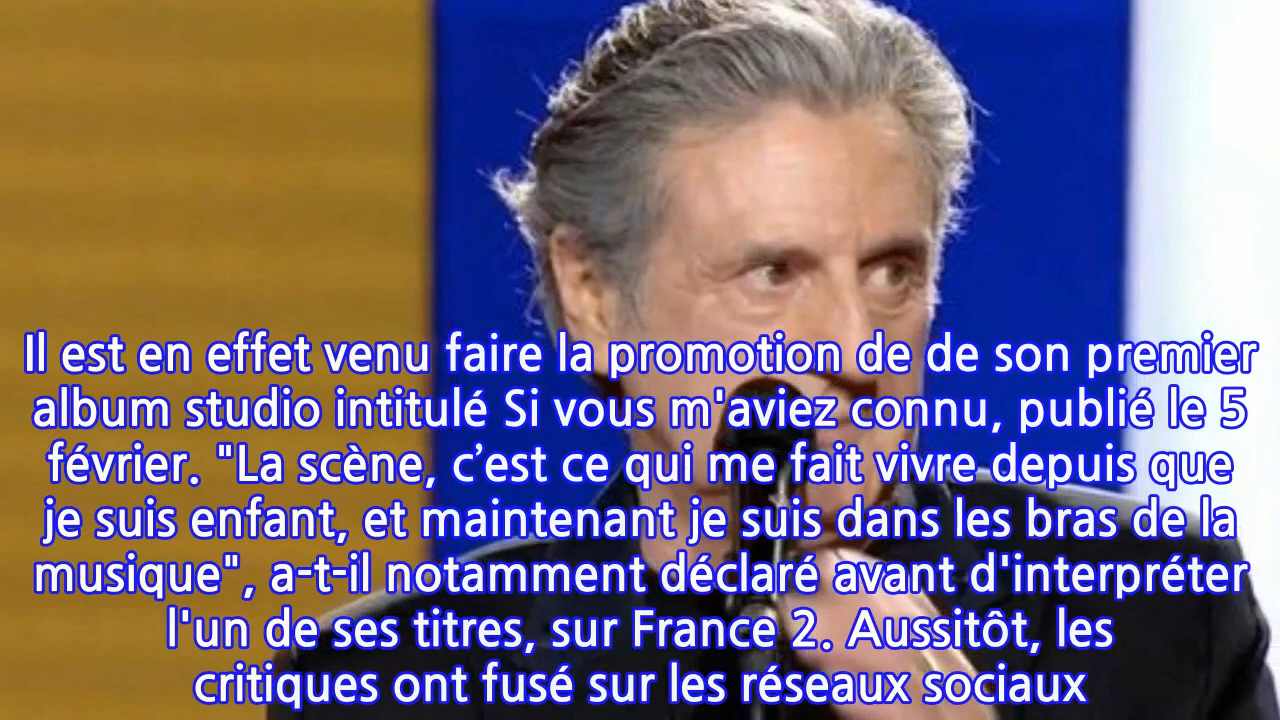 Il est en effet venu faire la promotion de de son premier
album studio intitulé Si vous m'aviez connu, publié le 5
février. "La scène, c’est ce qui me fait vivre depuis que
je suis enfant, et maintenant je suis dans les bras de la
musique", a-t-il notamment déclaré avant d'interpréter
l'un de ses titres, sur France 2. Aussitôt, les
critiques ont fusé sur les réseaux sociaux